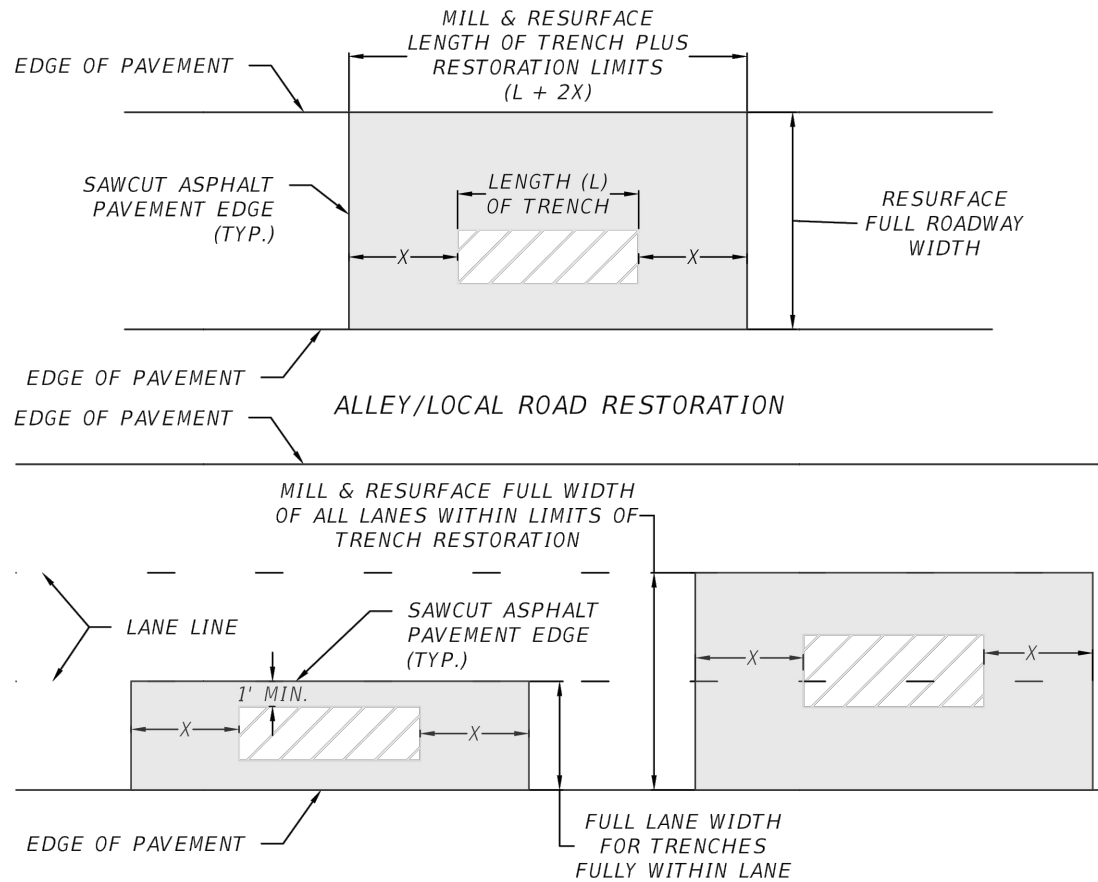 MILL & RESURFACE
LENGTH OF TRENCH PLUS
RESTORATION LIMITS
(L + 2X)
EDGE OF PAVEMENT
SAWCUT ASPHALT
PAVEMENT EDGE
(TYP.)
LENGTH (L)
OF TRENCH
X
X
RESURFACE
FULL ROADWAY
WIDTH
EDGE OF PAVEMENT
ALLEY/LOCAL ROAD RESTORATION
EDGE OF PAVEMENT
MILL & RESURFACE FULL WIDTH
OF ALL LANES WITHIN LIMITS OF
TRENCH RESTORATION
LANE LINE
SAWCUT ASPHALT
PAVEMENT EDGE
(TYP.)
1' MIN.
X
X
X
X
EDGE OF PAVEMENT
FULL LANE WIDTH
FOR TRENCHES
FULLY WITHIN LANE